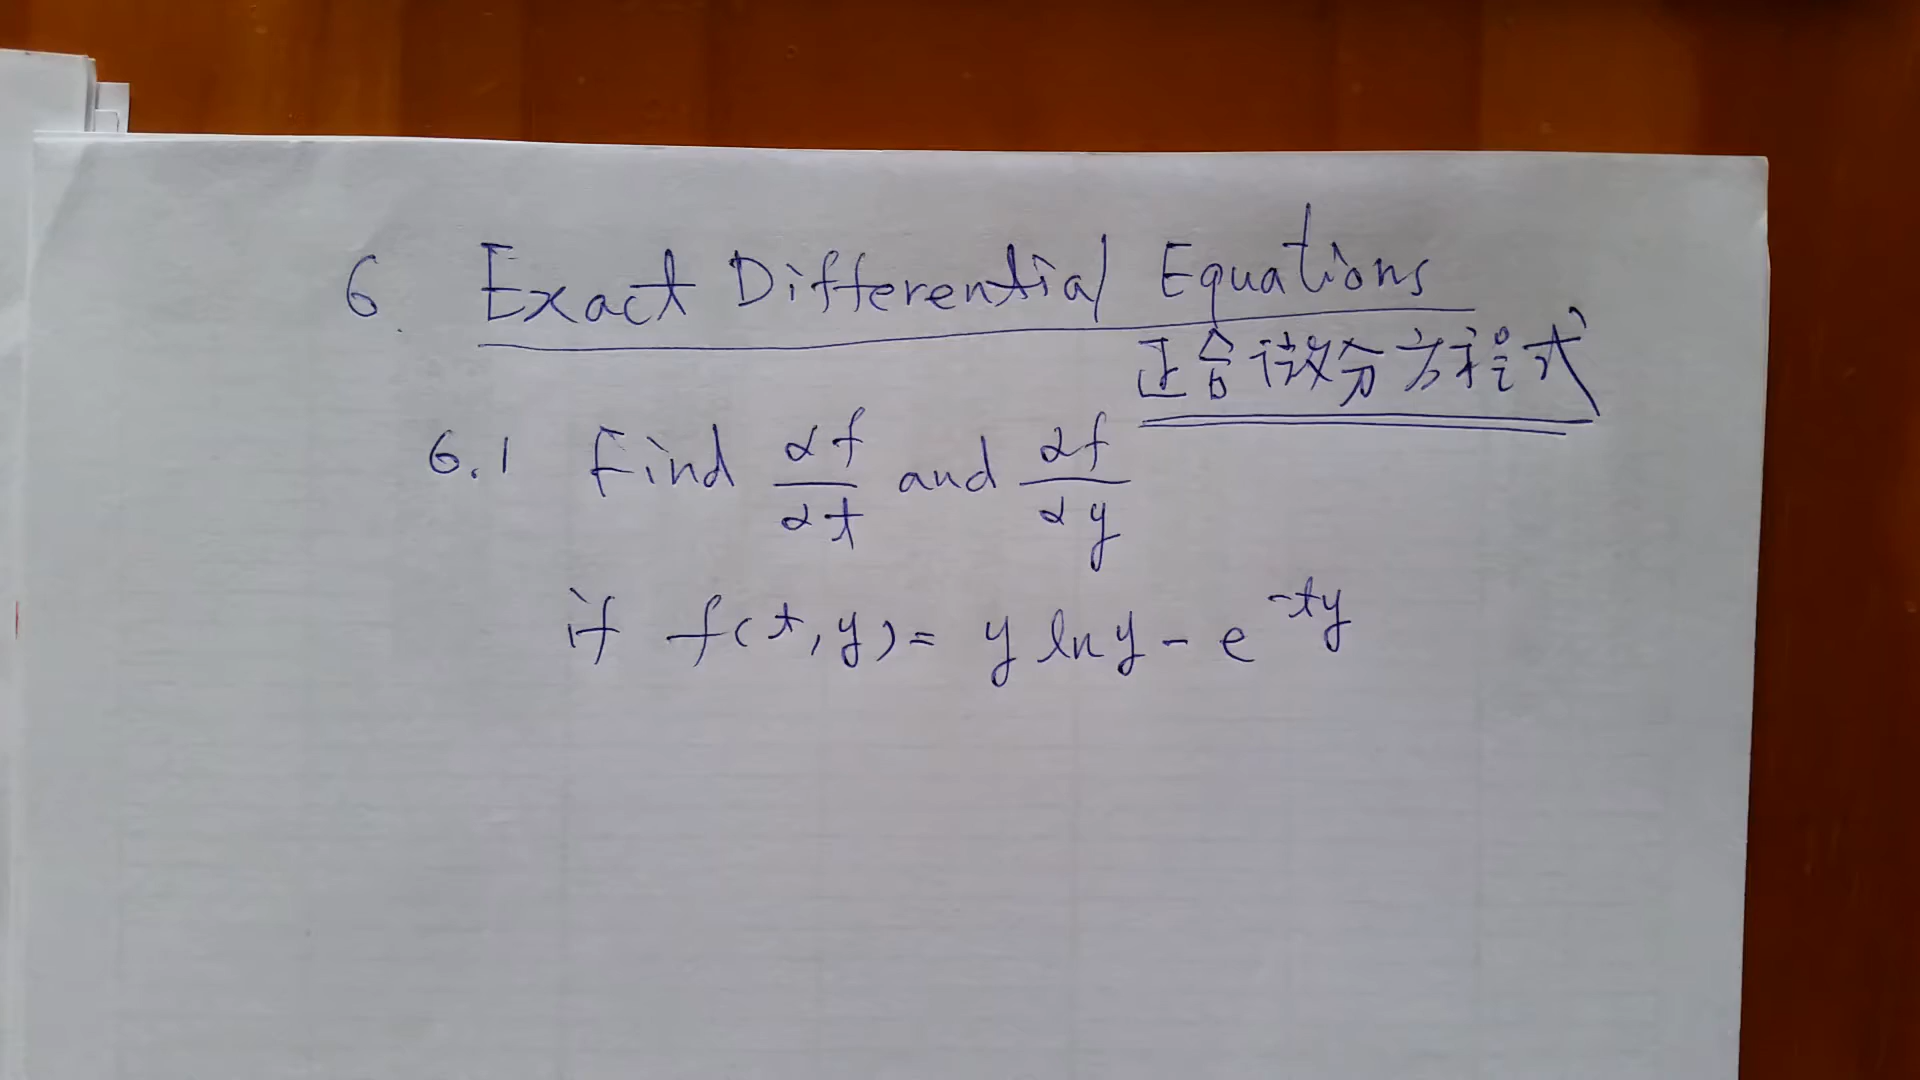 6. Exact Differential Equations
正合微分方程式
6.1 Find ∂f/∂t and ∂f/∂y
if f(t,y) = y ln y - e^{-ty}